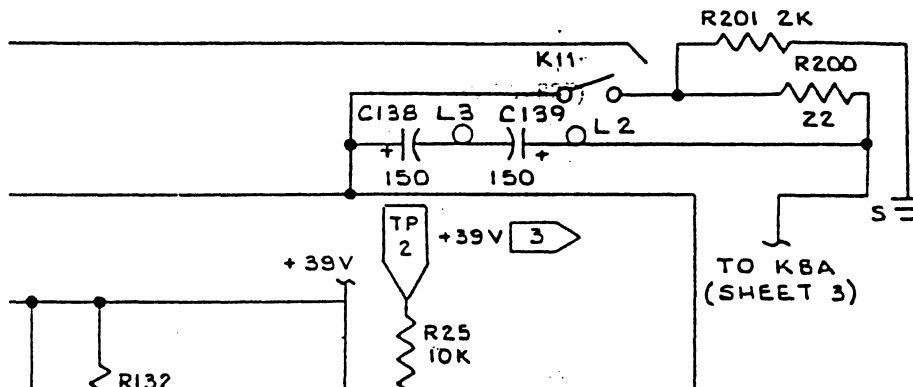 R201 2K
K11
R200
22
C138
L3
C139
L2
+
150
+
150
S
TP
2
+39V
3
+39V
TO K8A
(SHEET 3)
R25
10K
R132